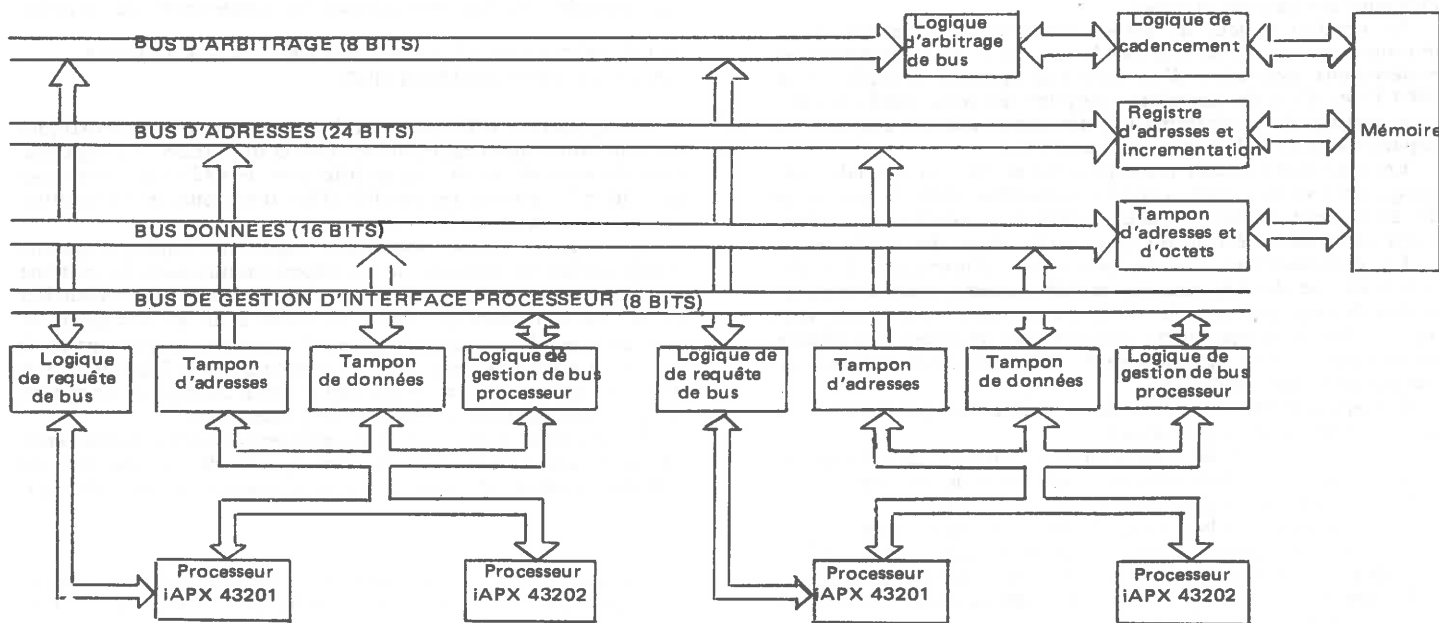 BUS D'ARBITRAGE (8 BITS)
Logique
d'arbitrage
de bus
Logique de
cadencement
BUS D'ADRESSES (24 BITS)
Registre
d'adresses et
incrementation
Mémoire
BUS DONNÉES (16 BITS)
Tampon
d'adresses et
d'octets
BUS DE GESTION D'INTERFACE PROCESSEUR (8 BITS)
Logique
de requête
de bus
Tampon
d'adresses
Tampon
de données
Logique de
gestion de bus
processeur
Logique de
de requête
de bus
Tampon
d'adresses
Tampon
de données
Logique de
gestion de bus
processeur
Processeur
iAPX 43201
Processeur
iAPX 43202
Processeur
iAPX 43201
Processeur
iAPX 43202